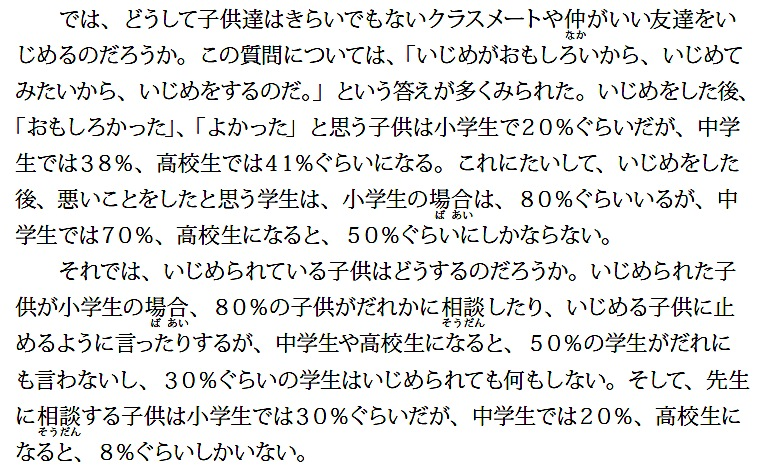 では、どうして子供達はきらいでもないクラスメートや仲がいい友達をい
なか
じめるのだろうか。この質問については、「いじめがおもしろいから、いじめて
みたいから、いじめをするのだ。」という答えが多くみられた。いじめをした後、
「おもしろかった」、「よかった」と思う子供は小学生で２０％ぐらいだが、中学
生では３８％、高校生では４１％ぐらいになる。これにたいして、いじめをした
後、悪いことをしたと思う学生は、小学生の場合は、８０％ぐらいいるが、中
ば あい
学生では７０％、高校生になると、５０％ぐらいにしかならない。
　それでは、いじめられている子供はどうするのだろうか。いじめられた子
供が小学生の場合、８０％の子供がだれかに相談したり、いじめる子供に止
ば あい　そうだん
めるように言ったりするが、中学生や高校生になると、５０％の学生がだれに
も言わないし、３０％ぐらいの学生はいじめられても何もしない。そして、先生
に相談する子供は小学生では３０％ぐらいだが、中学生では２０％、高校生に
そうだん
なると、８％ぐらいしかいない。